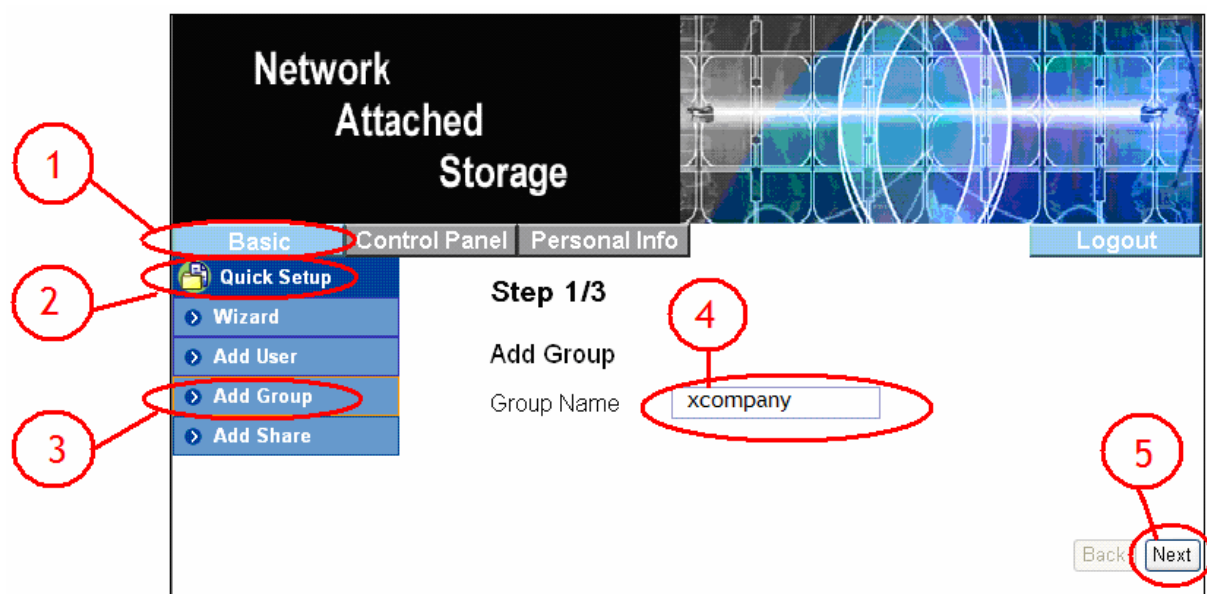 Network
Attached
Storage
1
Basic
Control Panel
Personal Info
Logout
2
Quick Setup
Wizard
Add User
3
Add Group
Add Share
Step 1/3
Add Group
4
Group Name
xcompany
5
Back
Next